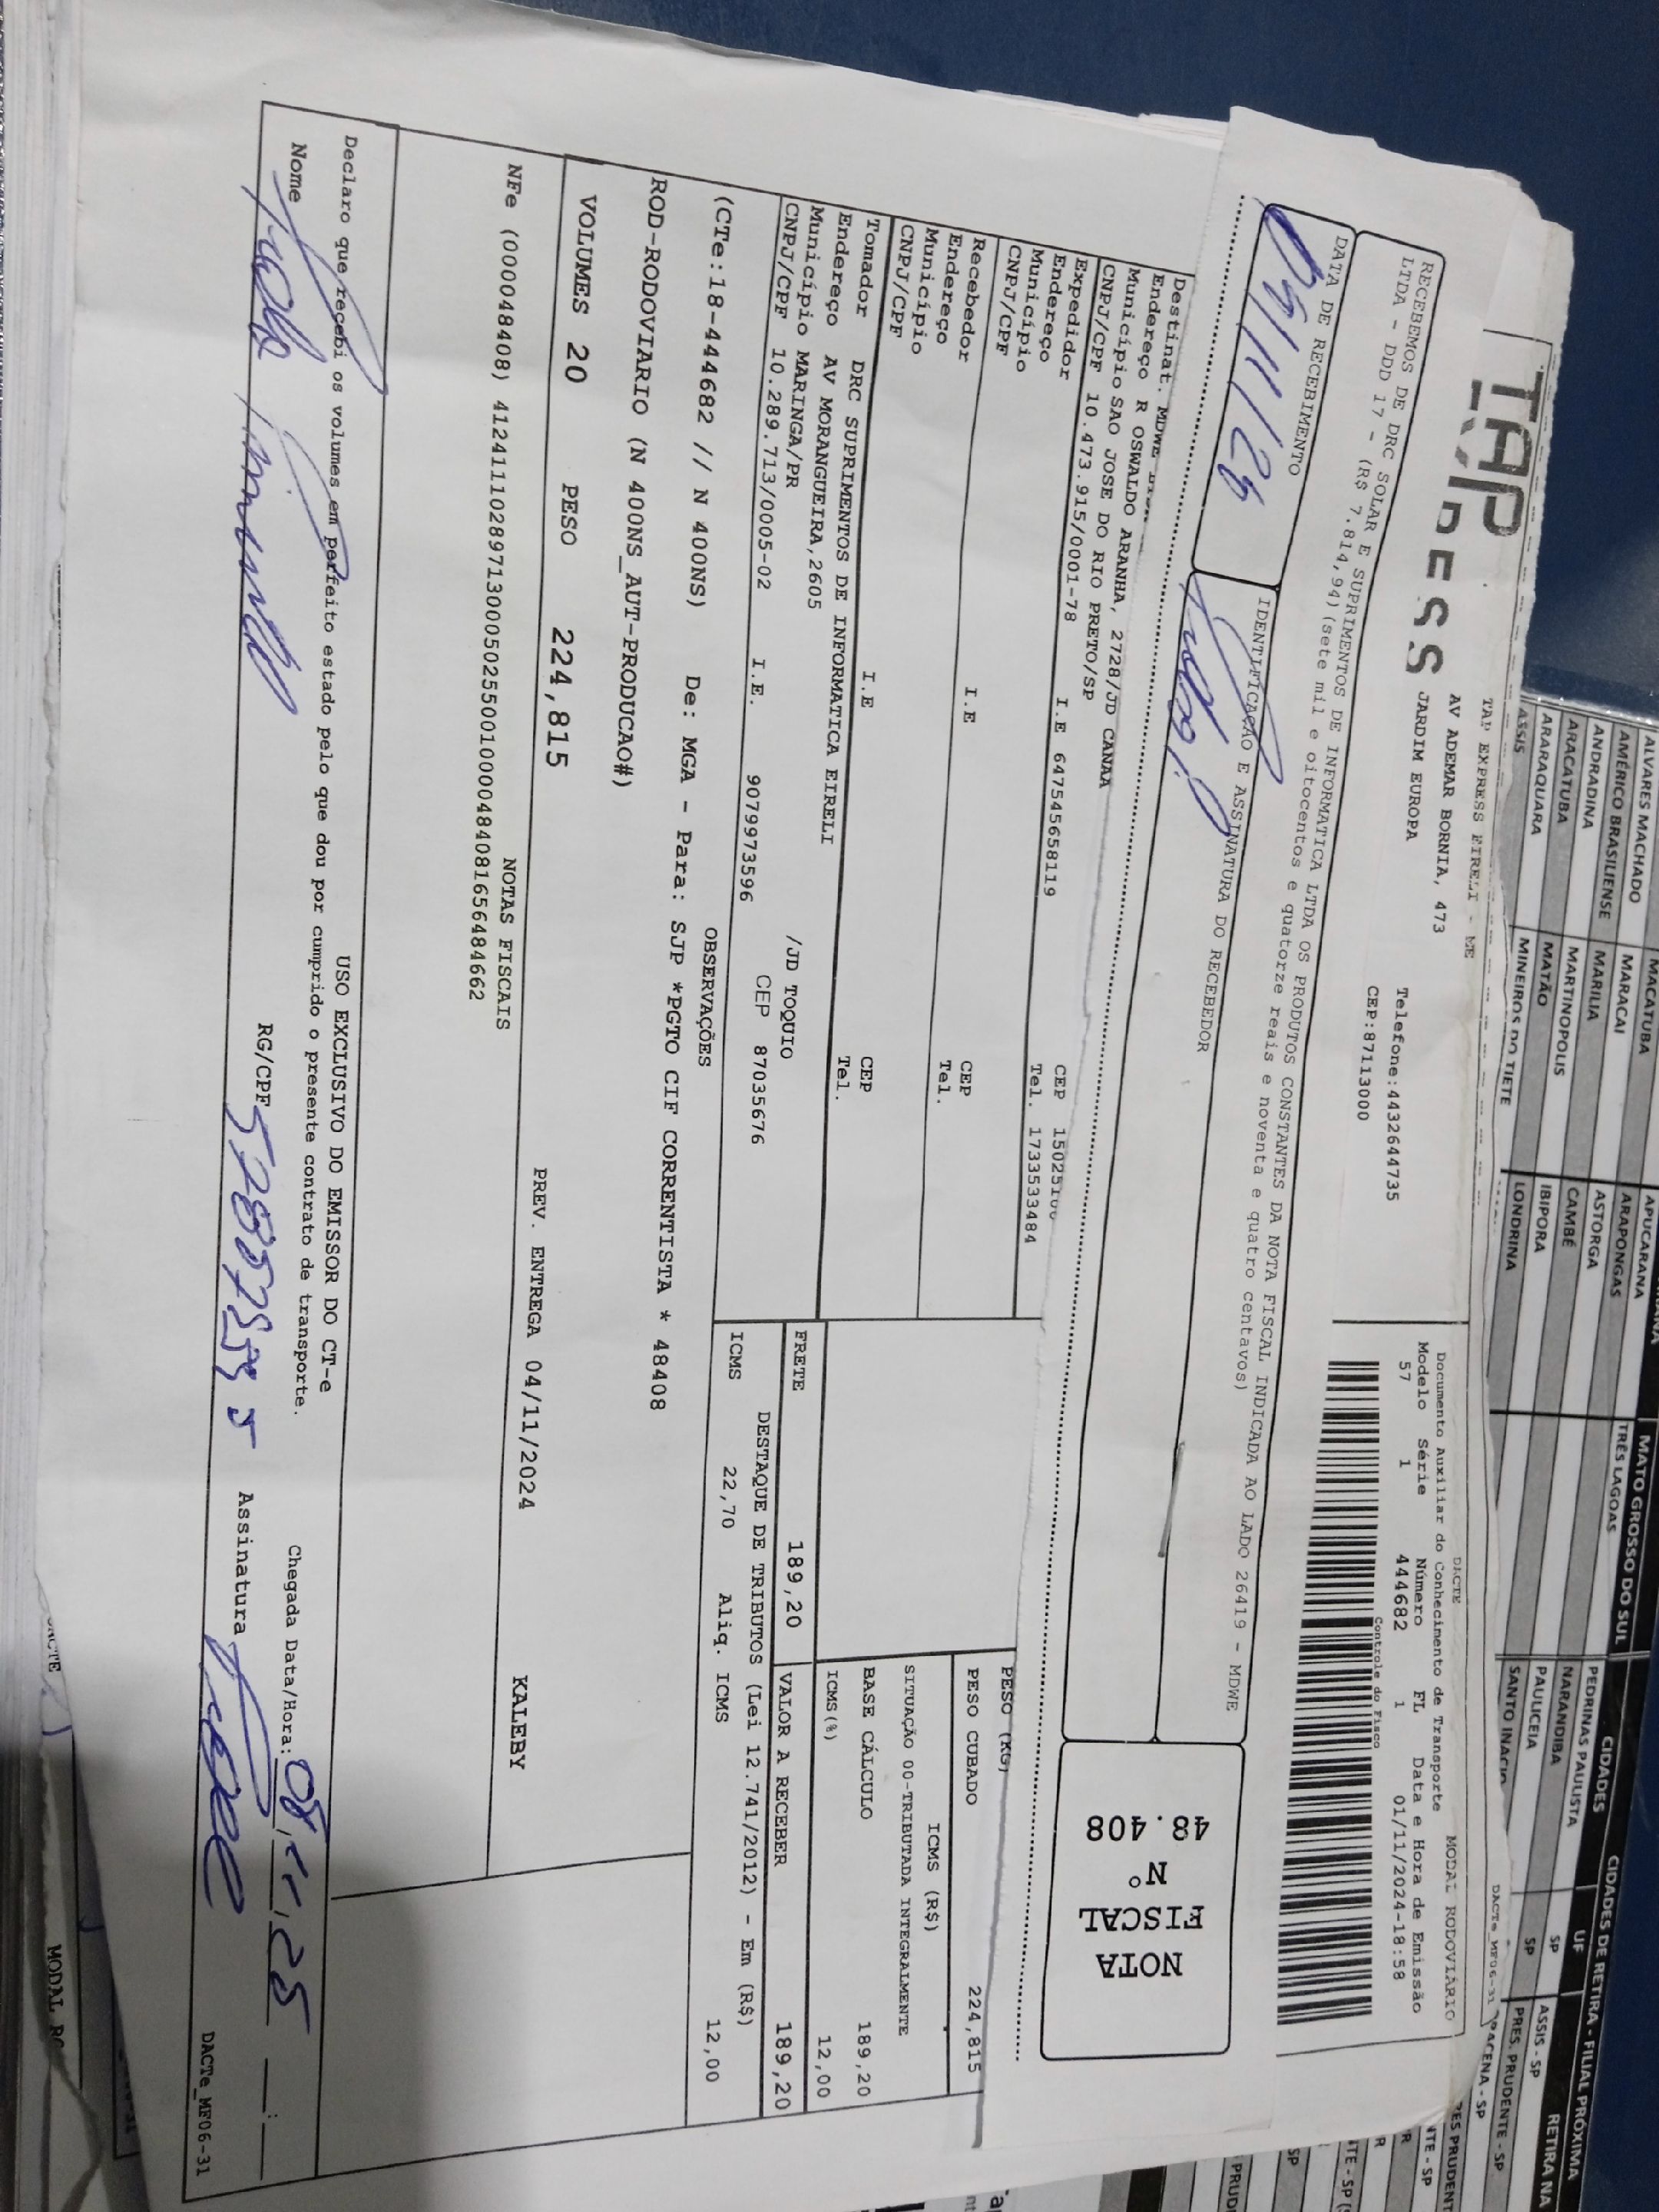 TAP
TAP EXPRESS EIRELI - ME
AV ADEMAR BORNIA, 473
JARDIM EUROPA
Telefone:4432644735
CEP:87113000
DACTE
Documento Auxiliar do Conhecimento de Transporte
MODAL RODOVIÁRIO
Modelo Série Número FL Data e Hora de Emissão
57 1 444682 1 01/11/2024-18:58
Controle do Fisco
RECEBEMOS DE DRC SOLAR E SUPRIMENTOS DE INFORMATICA LTDA OS PRODUTOS CONSTANTES DA NOTA FISCAL INDICADA AO LADO 26419 - MDWE
LTDA - DDD 17 - (R$ 7.814,94) (sete mil e oitocentos e quatorze reais e noventa e quatro centavos)
DATA DE RECEBIMENTO
IDENTIFICAÇÃO E ASSINATURA DO RECEBEDOR
NOTA
FISCAL
N°
48.408
Destinat. MDWE
Endereço R OSWALDO ARANHA, 2728/JD CANAA
Município SAO JOSE DO RIO PRETO/SP
CNPJ/CPF 10.473.915/0001-78 I.E 647545658119
Tel. 1733533484
Expedidor
Endereço
Município
CNPJ/CPF
Recebedor I.E CEP
Endereço Tel.
Município
CNPJ/CPF
Tomador DRC SUPRIMENTOS DE INFORMATICA EIRELI I.E CEP
Endereço AV MORANGUEIRA,2605 Tel.
Município MARINGA/PR /JD TOQUIO
CNPJ/CPF 10.289.713/0005-02 I.E. 9079973596 CEP 87035676
PESO (KG)
PESO CUBADO 224,815
ICMS (R$)
SITUAÇÃO 00-TRIBUTADA INTEGRALMENTE
BASE CÁLCULO 189,20
ICMS(%) 12,00
FRETE 189,20 VALOR A RECEBER 189,20
DESTAQUE DE TRIBUTOS (Lei 12.741/2012) - Em (R$)
ICMS 22,70 Aliq. ICMS 12,00
OBSERVAÇÕES
(CTe:18-444682 // N 400NS) De: MGA - Para: SJP *PGTO CIF CORRENTISTA * 48408
ROD-RODOVIARIO (N 400NS_AUT-PRODUCAO#)
VOLUMES 20 PESO 224,815 PREV. ENTREGA 04/11/2024 KALEBY
NOTAS FISCAIS
NFe (000048408) 41241110289713000502550010000484081656484662
USO EXCLUSIVO DO EMISSOR DO CT-e
Declaro que recebi os volumes em perfeito estado pelo que dou por cumprido o presente contrato de transporte.
Chegada Data/Hora:
Nome RG/CPF Assinatura
DACTe_MF06-31
ALVARES MACHADO
AMÉRICO BRASILIENSE
ANDRADINA
ARACATUBA
ARARAQUARA
ASSIS
MACATUBA
MARACAI
MARILIA
MARTINOPOLIS
MATÃO
MINEIROS DO TIETE
APUCARANA
ARAPONGAS
ASTORGA
CAMBÉ
IBIPORA
LONDRINA
MATO GROSSO DO SUL
TRÊS LAGOAS
CIDADES
PEDRINAS PAULISTA
NARANDIBA
PAULICEIA
SANTO INACIO
CIDADES DE RETIRA - FILIAL PRÓXIMA
UF
SP
SP
RETIRA NA
ASSIS - SP
PRES. PRUDENTE - SP
DACTE